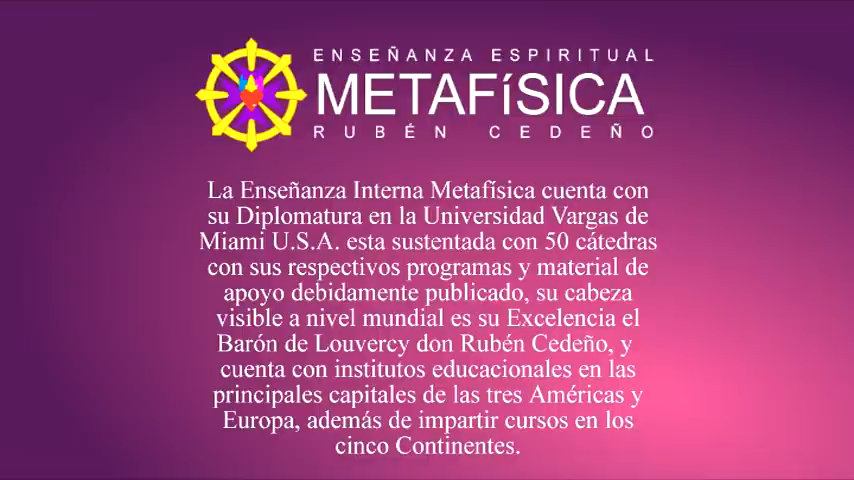 ENSEÑANZA ESPIRITUAL
METAFíSICA
RUBÉN CEDEÑO
La Enseñanza Interna Metafísica cuenta con
su Diplomatura en la Universidad Vargas de
Miami U.S.A. esta sustentada con 50 cátedras
con sus respectivos programas y material de
apoyo debidamente publicado, su cabeza
visible a nivel mundial es su Excelencia el
Barón de Louvercy don Rubén Cedeño, y
cuenta con institutos educacionales en las
principales capitales de las tres Américas y
Europa, además de impartir cursos en los
cinco Continentes.